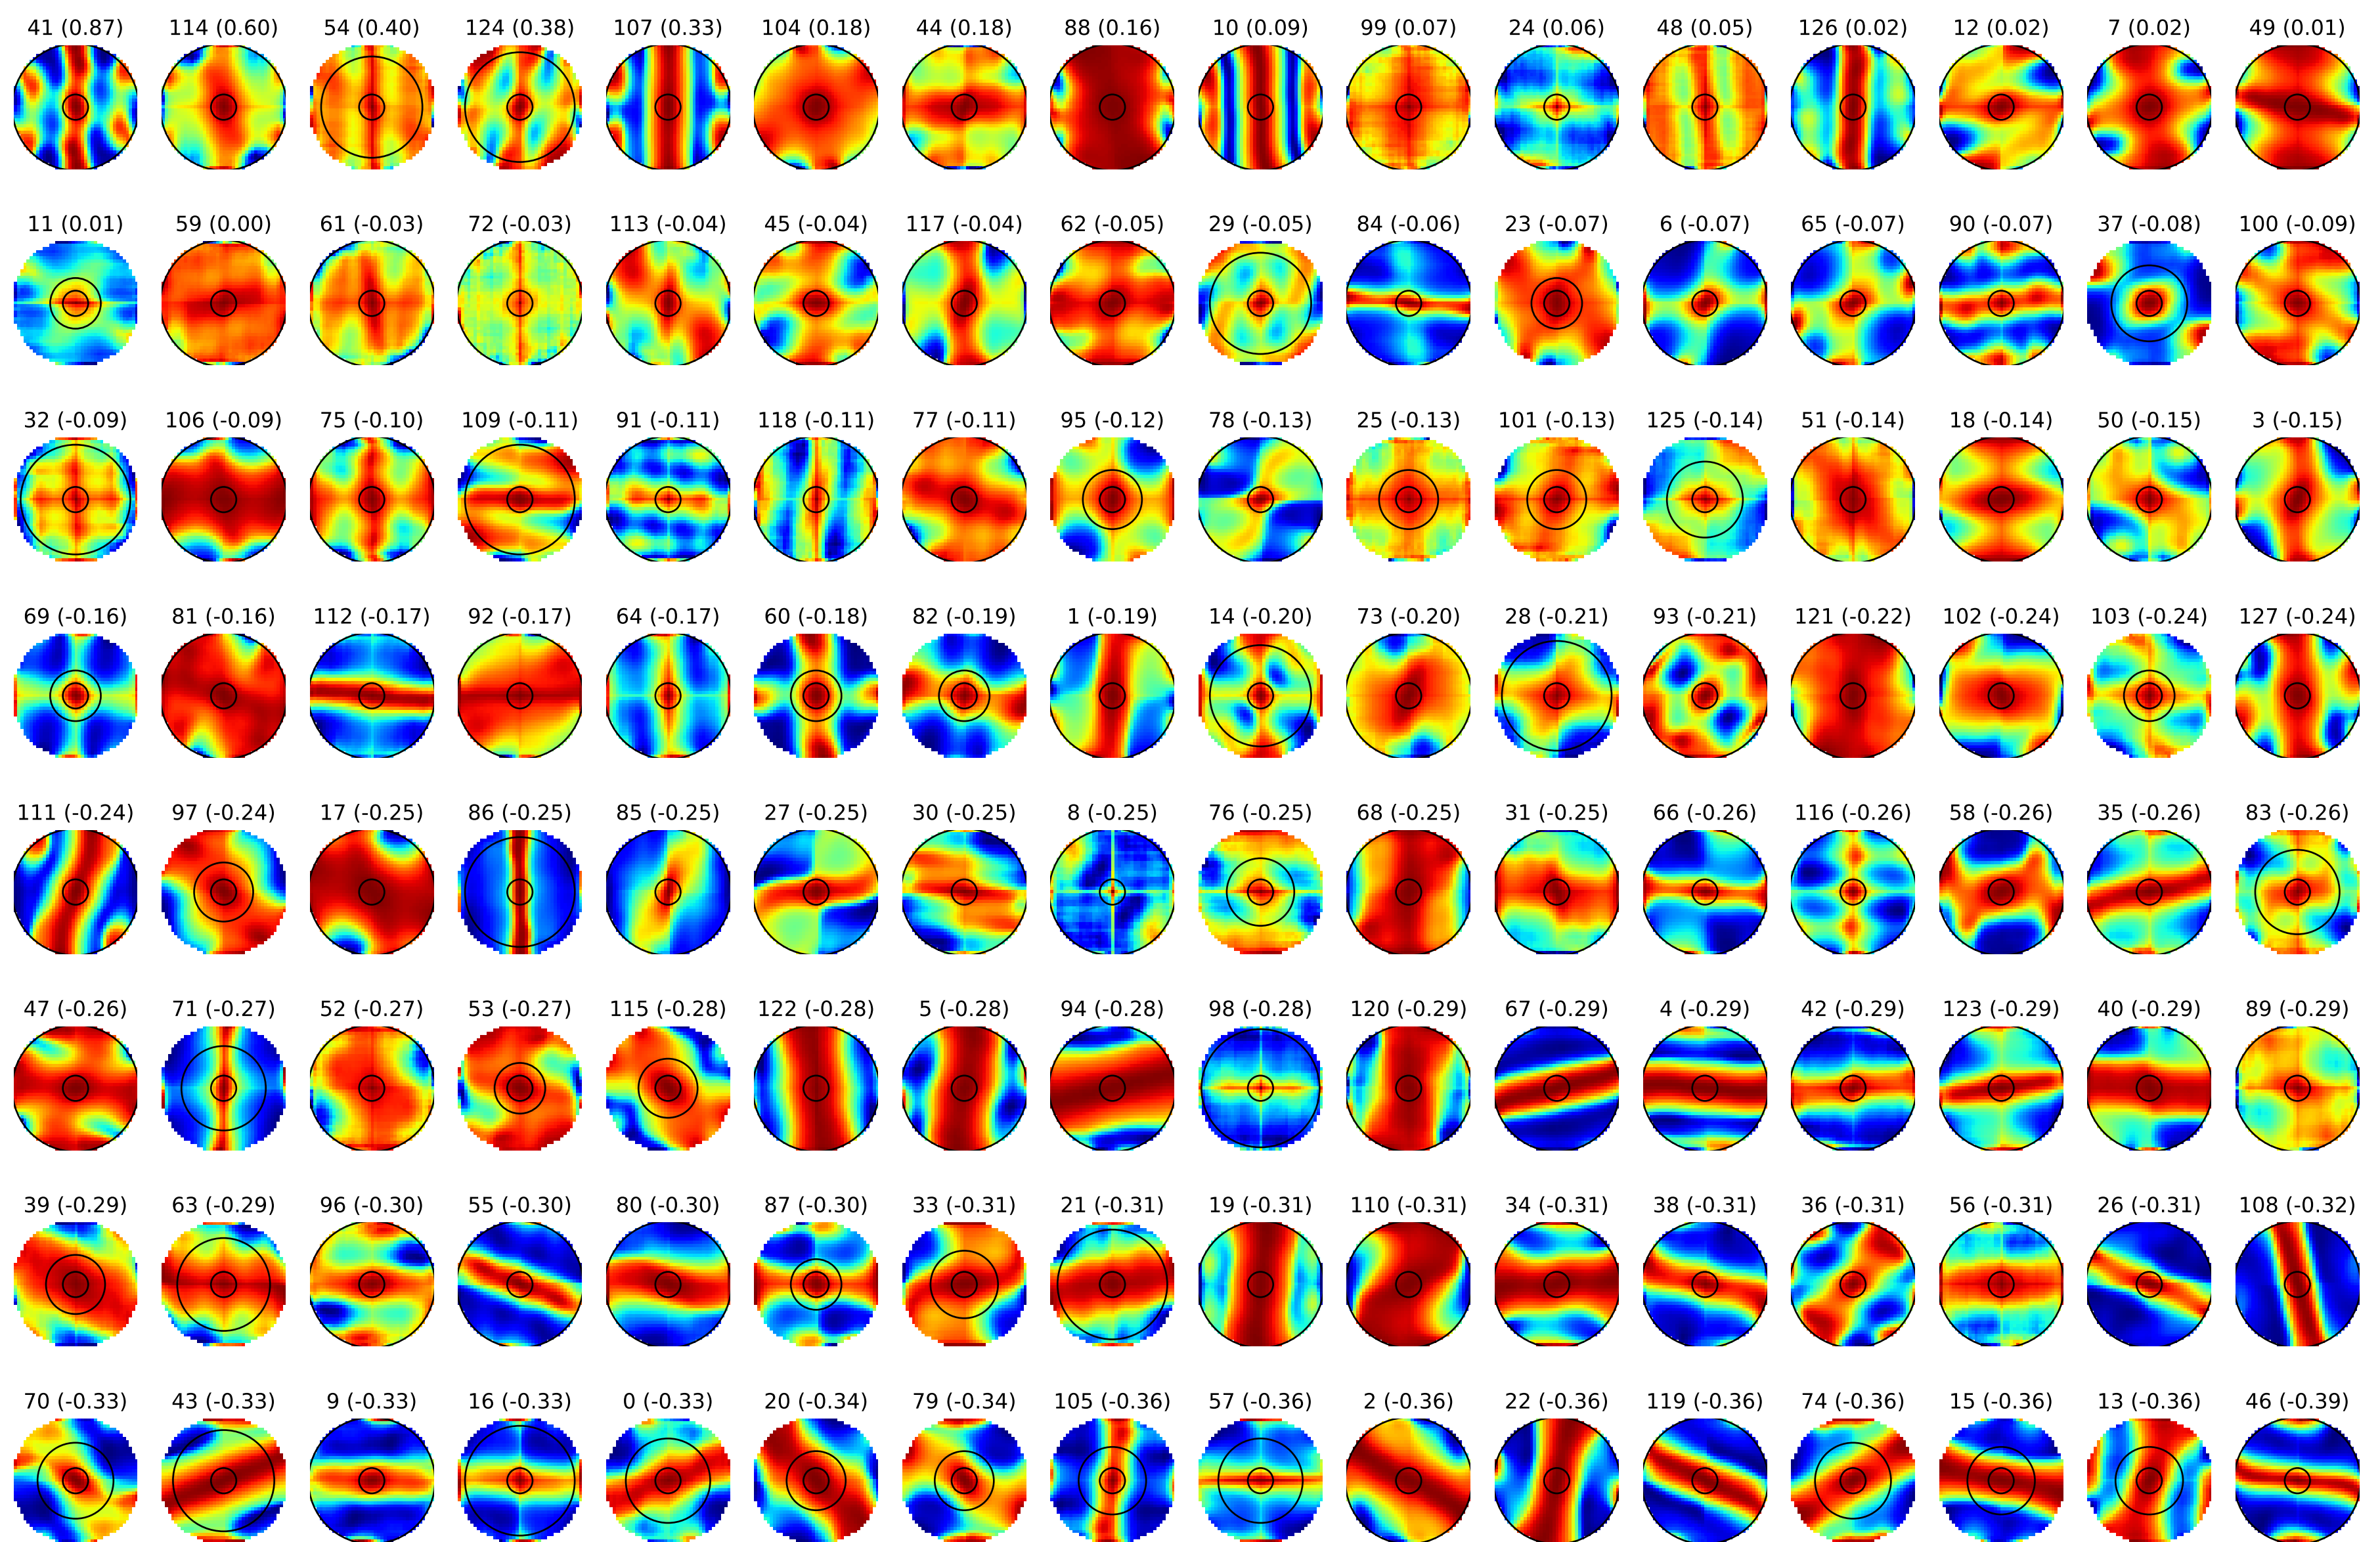 41 (0.87) 114 (0.60) 54 (0.40) 124 (0.38) 107 (0.33) 104 (0.18) 44 (0.18) 88 (0.16) 10 (0.09) 99 (0.07) 24 (0.06) 48 (0.05) 126 (0.02) 12 (0.02) 7 (0.02) 49 (0.01)
11 (0.01) 59 (0.00) 61 (-0.03) 72 (-0.03) 113 (-0.04) 45 (-0.04) 117 (-0.04) 62 (-0.05) 29 (-0.05) 84 (-0.06) 23 (-0.07) 6 (-0.07) 65 (-0.07) 90 (-0.07) 37 (-0.08) 100 (-0.09)
32 (-0.09) 106 (-0.09) 75 (-0.10) 109 (-0.11) 91 (-0.11) 118 (-0.11) 77 (-0.11) 95 (-0.12) 78 (-0.13) 25 (-0.13) 101 (-0.13) 125 (-0.14) 51 (-0.14) 18 (-0.14) 50 (-0.15) 3 (-0.15)
69 (-0.16) 81 (-0.16) 112 (-0.17) 92 (-0.17) 64 (-0.17) 60 (-0.18) 82 (-0.19) 1 (-0.19) 14 (-0.20) 73 (-0.20) 28 (-0.21) 93 (-0.21) 121 (-0.22) 102 (-0.24) 103 (-0.24) 127 (-0.24)
111 (-0.24) 97 (-0.24) 17 (-0.25) 86 (-0.25) 85 (-0.25) 27 (-0.25) 30 (-0.25) 8 (-0.25) 76 (-0.25) 68 (-0.25) 31 (-0.25) 66 (-0.26) 116 (-0.26) 58 (-0.26) 35 (-0.26) 83 (-0.26)
47 (-0.26) 71 (-0.27) 52 (-0.27) 53 (-0.27) 115 (-0.28) 122 (-0.28) 5 (-0.28) 94 (-0.28) 98 (-0.28) 120 (-0.29) 67 (-0.29) 4 (-0.29) 42 (-0.29) 123 (-0.29) 40 (-0.29) 89 (-0.29)
39 (-0.29) 63 (-0.29) 96 (-0.30) 55 (-0.30) 80 (-0.30) 87 (-0.30) 33 (-0.31) 21 (-0.31) 19 (-0.31) 110 (-0.31) 34 (-0.31) 38 (-0.31) 36 (-0.31) 56 (-0.31) 26 (-0.31) 108 (-0.32)
70 (-0.33) 43 (-0.33) 9 (-0.33) 16 (-0.33) 0 (-0.33) 20 (-0.34) 79 (-0.34) 105 (-0.36) 57 (-0.36) 2 (-0.36) 22 (-0.36) 119 (-0.36) 74 (-0.36) 15 (-0.36) 13 (-0.36) 46 (-0.39)